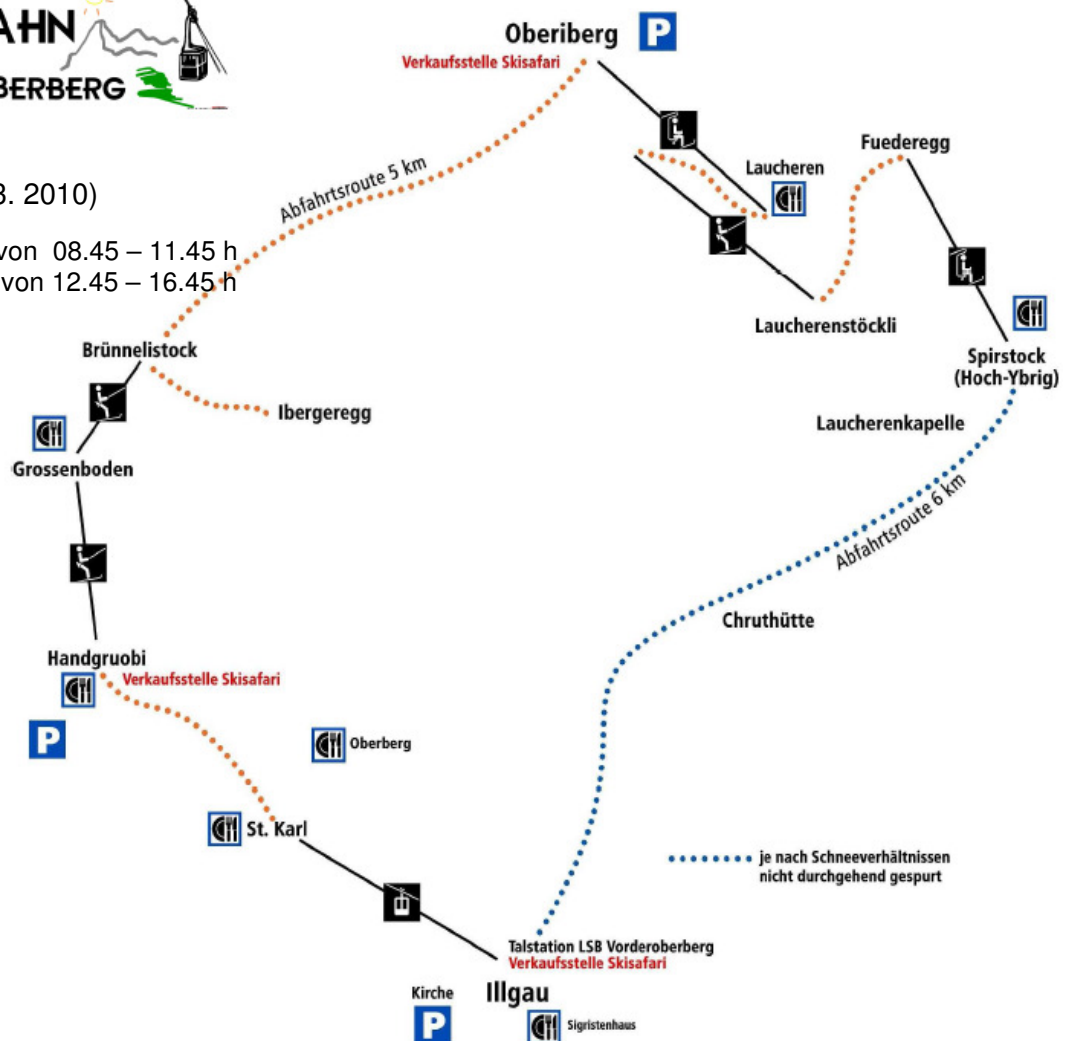 AHN
BERBERG
Oberiberg P
Verkaufsstelle Skisafari
Fuederegg
Laucheren
Abfahrtsroute 5 km
3. 2010)
von 08.45 – 11.45 h
von 12.45 – 16.45 h
Laucherenstöckli
Brünnelistock
Spirstock
(Hoch-Ybrig)
Ibergeregg
Laucherenkapelle
Grossenboden
Abfahrtsroute 6 km
Chruthütte
Handgruobi
Verkaufsstelle Skisafari
P
Oberberg
St. Karl
je nach Schneeverhältnissen
nicht durchgehend gespurt
Talstation LSB Vorderoberberg
Verkaufsstelle Skisafari
Kirche
Illgau
P
Sigristenhaus